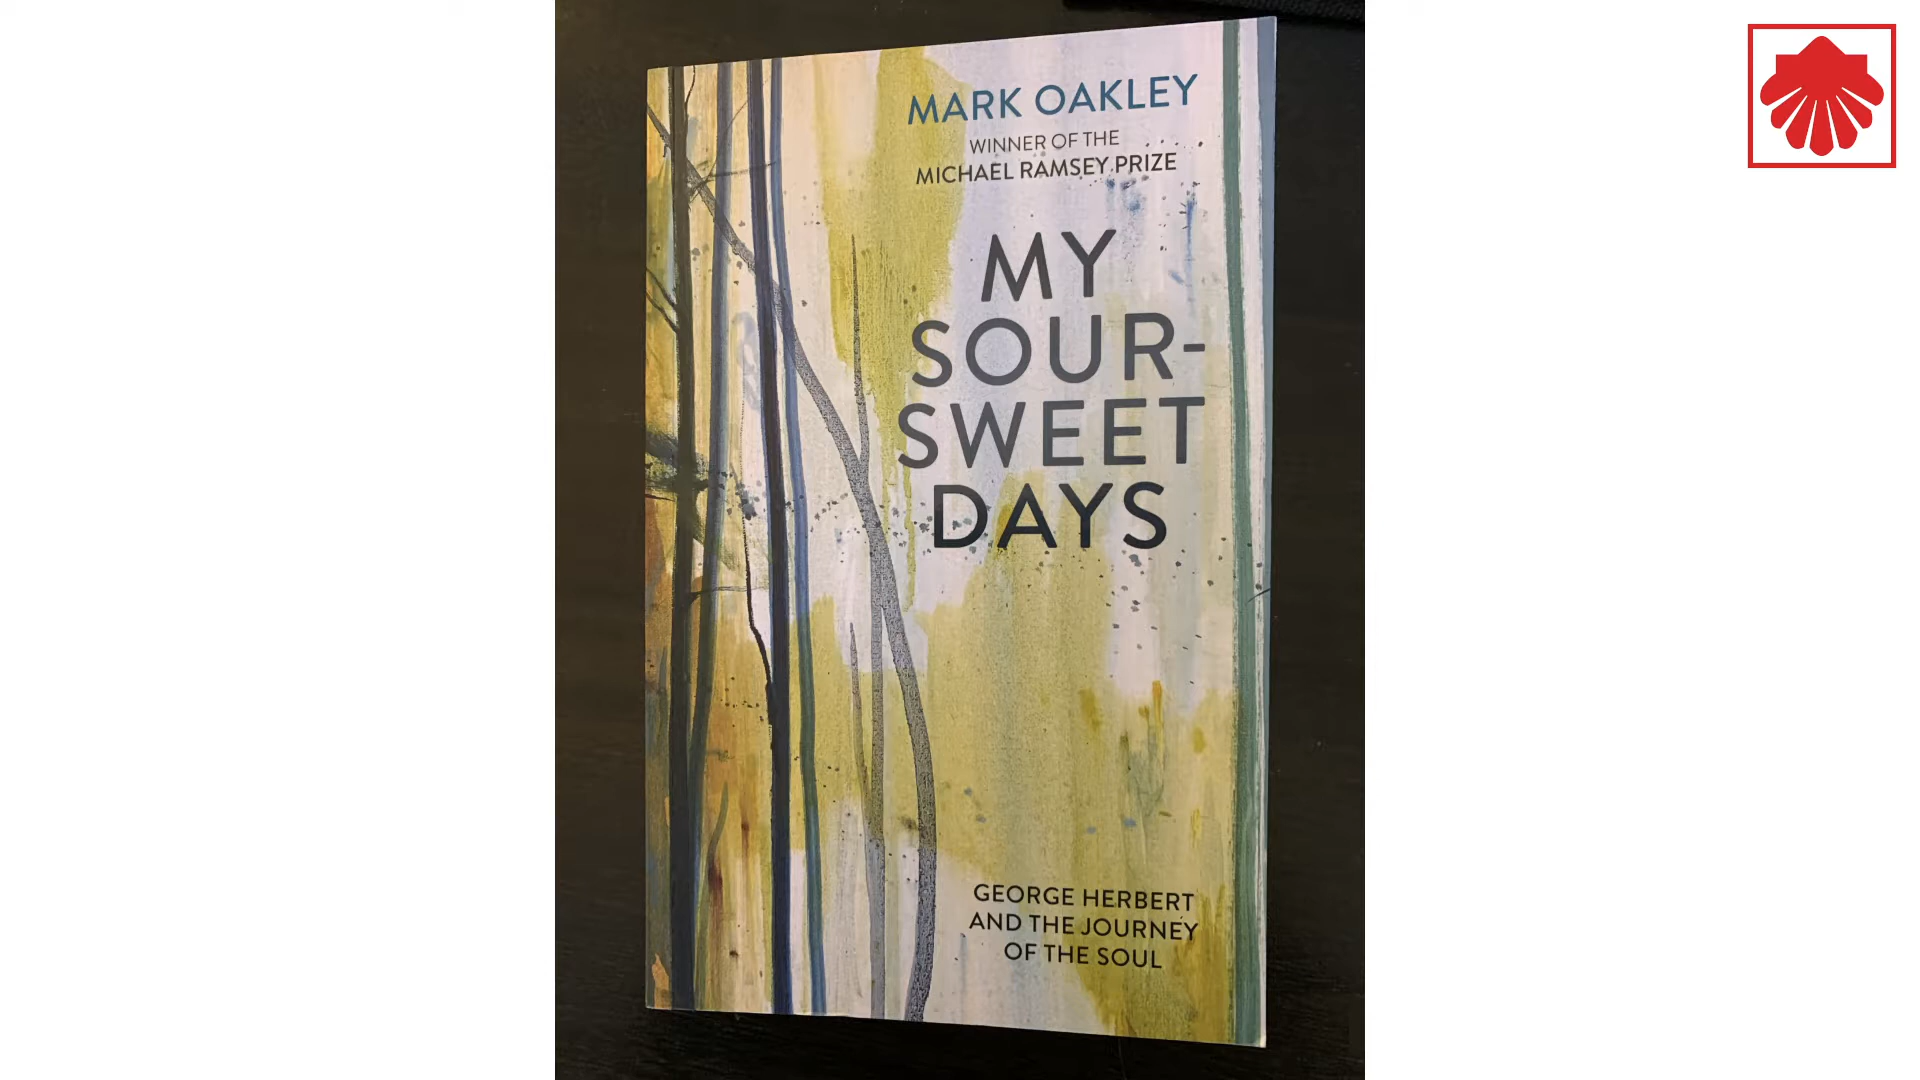 MARK OAKLEY
WINNER OF THE
MICHAEL RAMSEY PRIZE
MY
SOUR-
SWEET
DAYS
GEORGE HERBERT
AND THE JOURNEY
OF THE SOUL